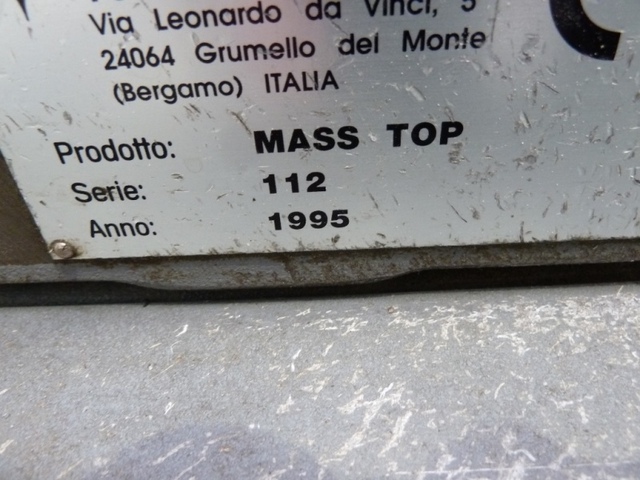 Via Leonardo da Vinci, 5
24064 Grumello del Monte
(Bergamo) ITALIA
Prodotto: MASS TOP
Serie: 112
Anno: 1995